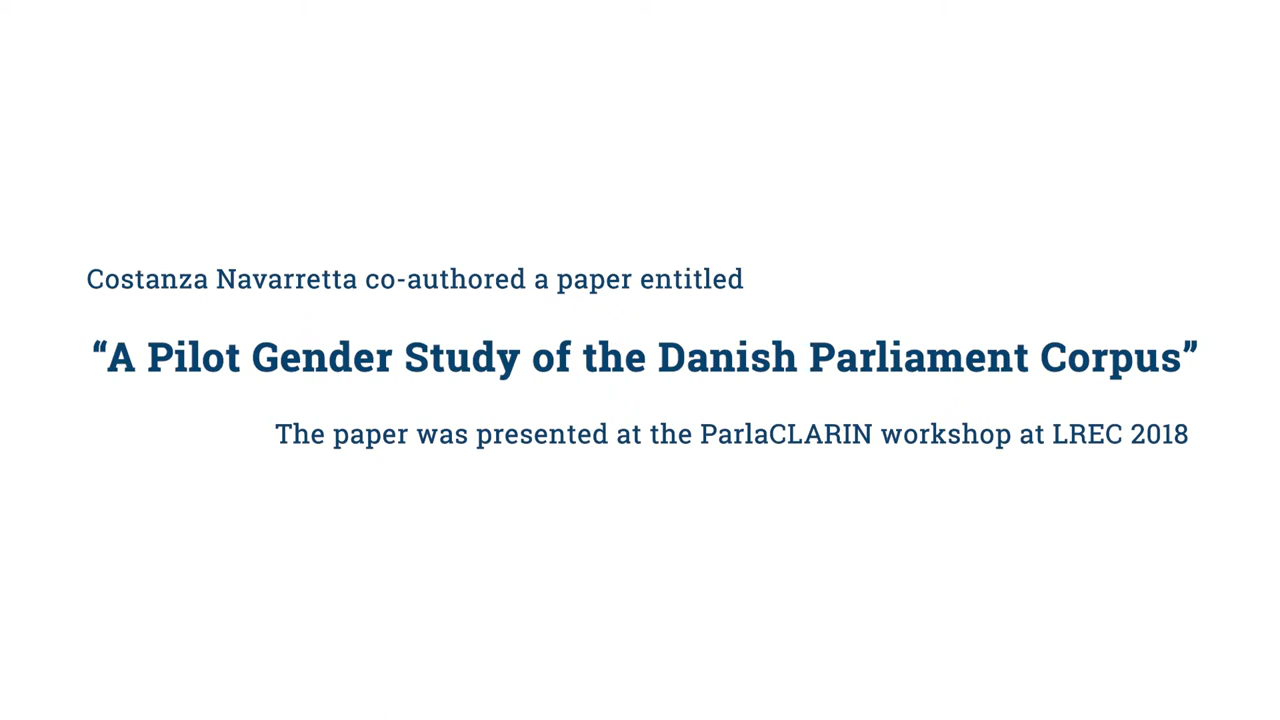 Costanza Navarretta co-authored a paper entitled
“A Pilot Gender Study of the Danish Parliament Corpus”
The paper was presented at the ParlaCLARIN workshop at LREC 2018